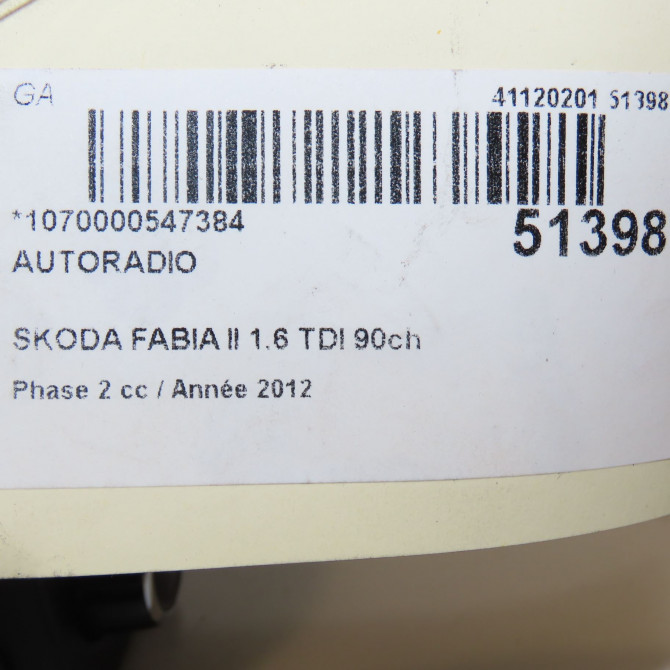 GA 41120201 51398
*1070000547384 51398
AUTORADIO
SKODA FABIA II 1.6 TDI 90ch
Phase 2 cc / Année 2012